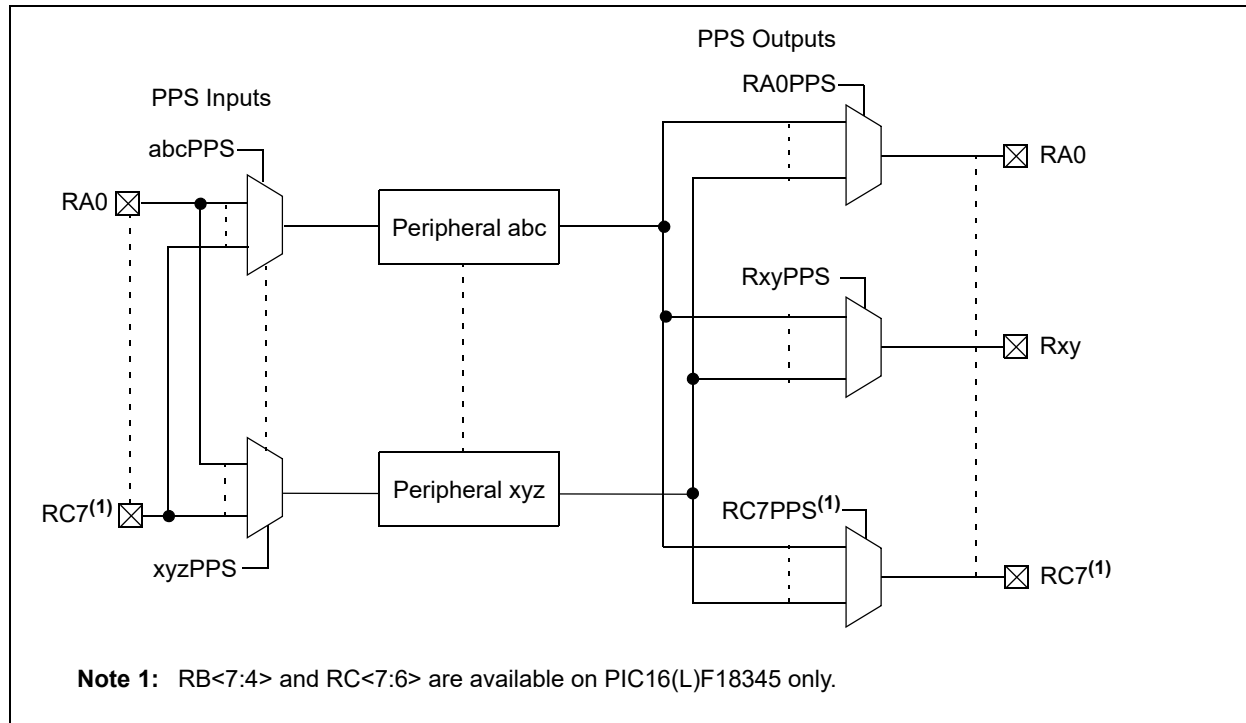 PPS Outputs
RA0PPS
PPS Inputs
abcPPS
RA0
RA0
Peripheral abc
RxyPPS
Rxy
Peripheral xyz
RC7(1)
RC7PPS(1)
xyzPPS
RC7(1)
Note 1: RB<7:4> and RC<7:6> are available on PIC16(L)F18345 only.